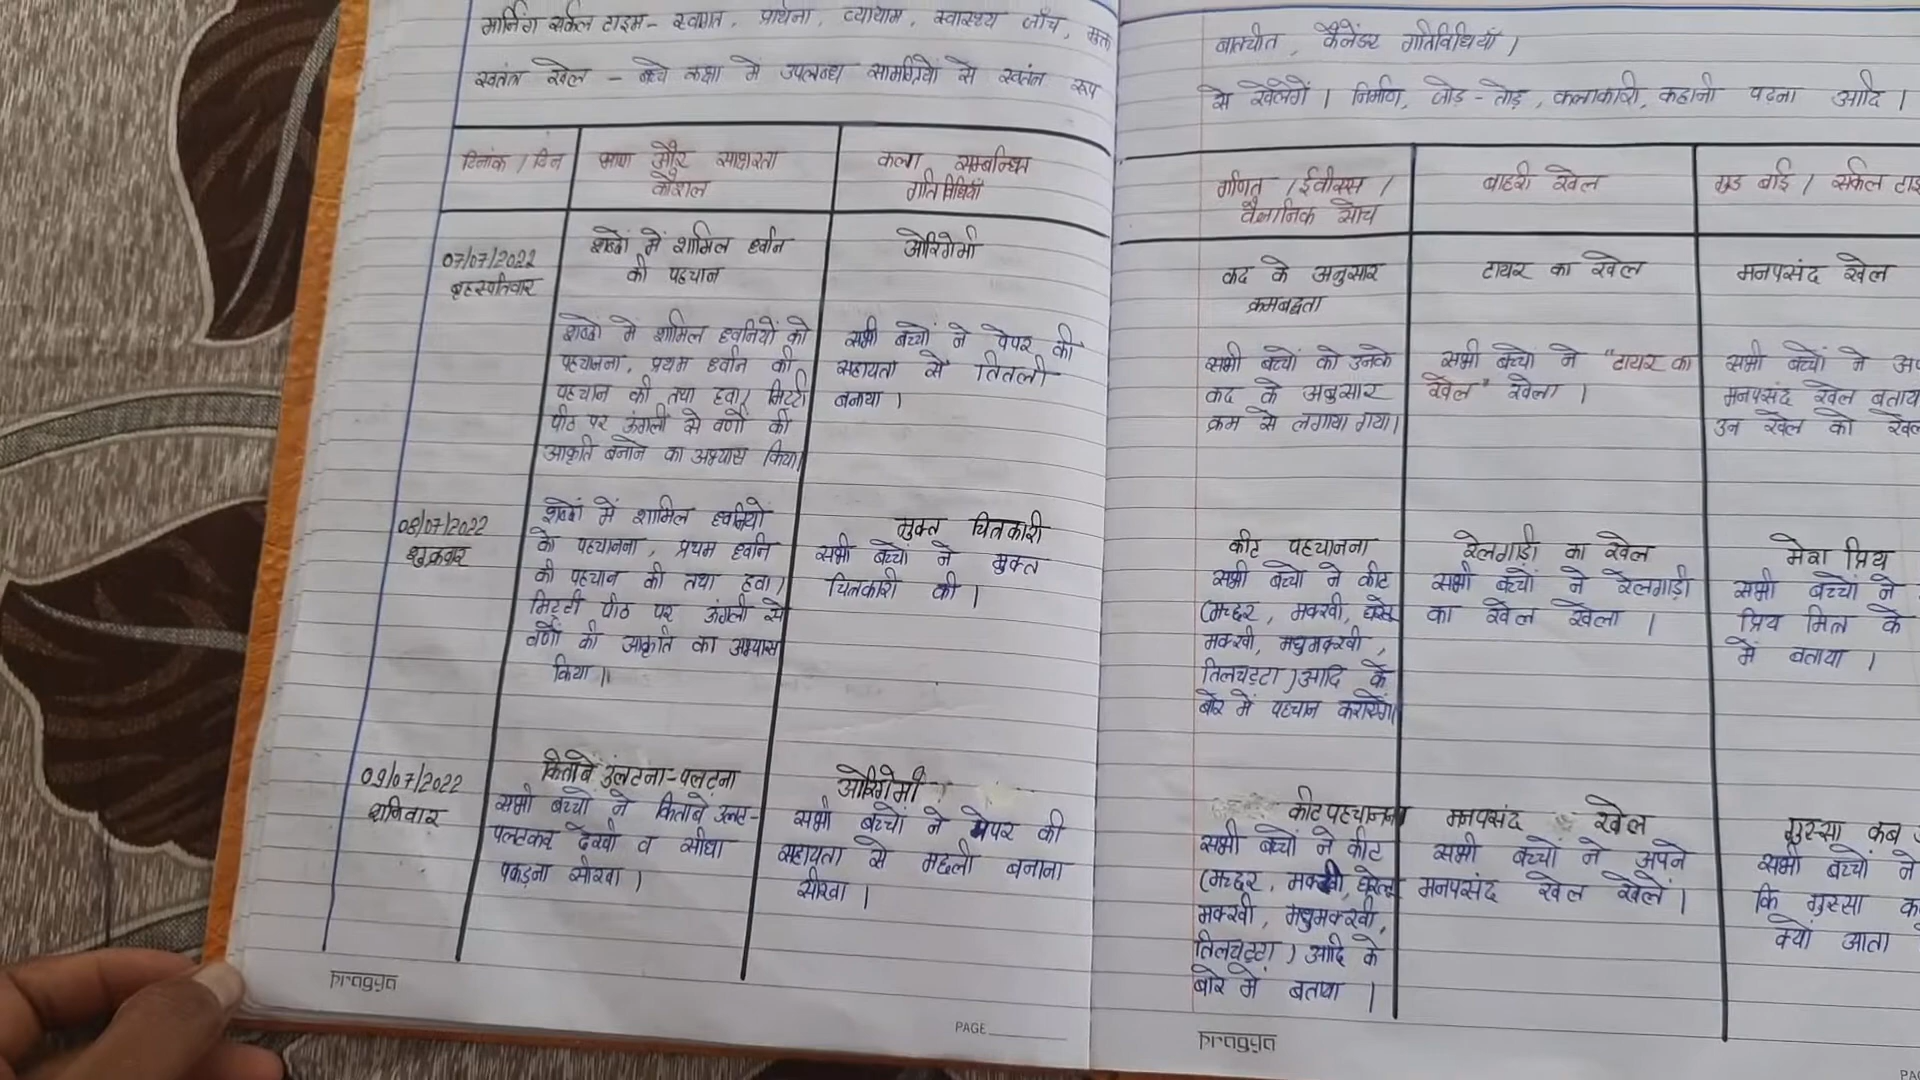 मॉर्निंग सर्कल टाइम- स्वागत, प्रार्थना, व्यायाम, स्वास्थ्य जाँच, मुक्त
स्वतंत्र खेल - बच्चे कक्षा में उपलब्ध सामग्रियों से स्वतंत्र रूप
दिनांक / दिन
भाषा और साक्षरता
कौशल
कला सम्बन्धित
गतिविधियाँ
07/07/2022
बृहस्पतिवार
शब्दों में शामिल ध्वनि
की पहचान
शब्दों में शामिल ध्वनियों को
पहचानना, प्रथम ध्वनि की
पहचान की तथा हवा, मिट्टी
पीठ पर उंगली से वर्णों की
आकृति बनाने का अभ्यास किया।
ओरिगेमी
सभी बच्चों ने पेपर की
सहायता से तितली
बनाया ।
08/07/2022
शुक्रवार
शब्दों में शामिल ध्वनियों
के पहचानना, प्रथम ध्वनि
की पहचान की तथा हवा,
मिट्टी पीठ पर उंगली से
वर्णों की आकृति का अभ्यास
किया ।
मुक्त चित्रकारी
सभी बच्चों ने मुक्त
चित्रकारी की ।
09/07/2022
शनिवार
किताबें उलटना-पलटना
सभी बच्चों ने किताबें उलट-
पलटकर देखी व सीधा
पकड़ना सीखा ।
ओरिगेमी
सभी बच्चों ने पेपर की
सहायता से मछली बनाना
सीखा ।
pragya
PAGE
बातचीत, कैलेंडर गतिविधियाँ ।
से खेलेगें । निर्माण, जोड़-तोड़, कलाकारी, कहानी पढ़ना आदि ।
गणित / ईवीएस /
वैज्ञानिक सोच
बाहरी खेल
गुड बाई / सर्कल
कद के अनुसार
क्रमबद्धता
सभी बच्चों को उनके
कद के अनुसार
क्रम से लगाया गया।
टायर का खेल
सभी बच्चों ने "टायर का
खेल" खेला ।
मनपसंद खेल
सभी बच्चों ने
मनपसंद खेल
उन खेल को
कीट पहचानना
सभी बच्चों ने कीट
(मच्छर, मक्खी, घरेलू
मक्खी, मधुमक्खी,
तिलचट्टा) आदि के
बारे में पहचान
रेलगाड़ी का खेल
सभी बच्चों ने रेलगाड़ी
का खेल खेला ।
मेरा प्रिय
सभी बच्चों ने
प्रिय मित्र के
में बताया ।
कीट पहचानना
सभी बच्चों ने कीट
(मच्छर, मक्खी, घरेलू
मक्खी, मधुमक्खी,
तिलचट्टा) आदि के
बारे में बताया ।
मनपसंद खेल
सभी बच्चों ने अपने
मनपसंद खेल खेलें ।
गुस्सा कब
सभी बच्चों ने
कि गुस्सा
क्यों आता
pragya